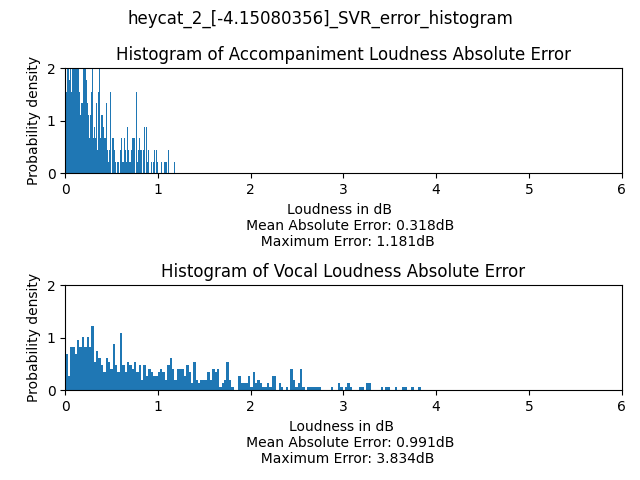 heycat_2_[-4.15080356]_SVR_error_histogram
Histogram of Accompaniment Loudness Absolute Error
Probability density
2
1
0
0 1 2 3 4 5 6
Loudness in dB
Mean Absolute Error: 0.318dB
Maximum Error: 1.181dB
Histogram of Vocal Loudness Absolute Error
Probability density
2
1
0
0 1 2 3 4 5 6
Loudness in dB
Mean Absolute Error: 0.991dB
Maximum Error: 3.834dB